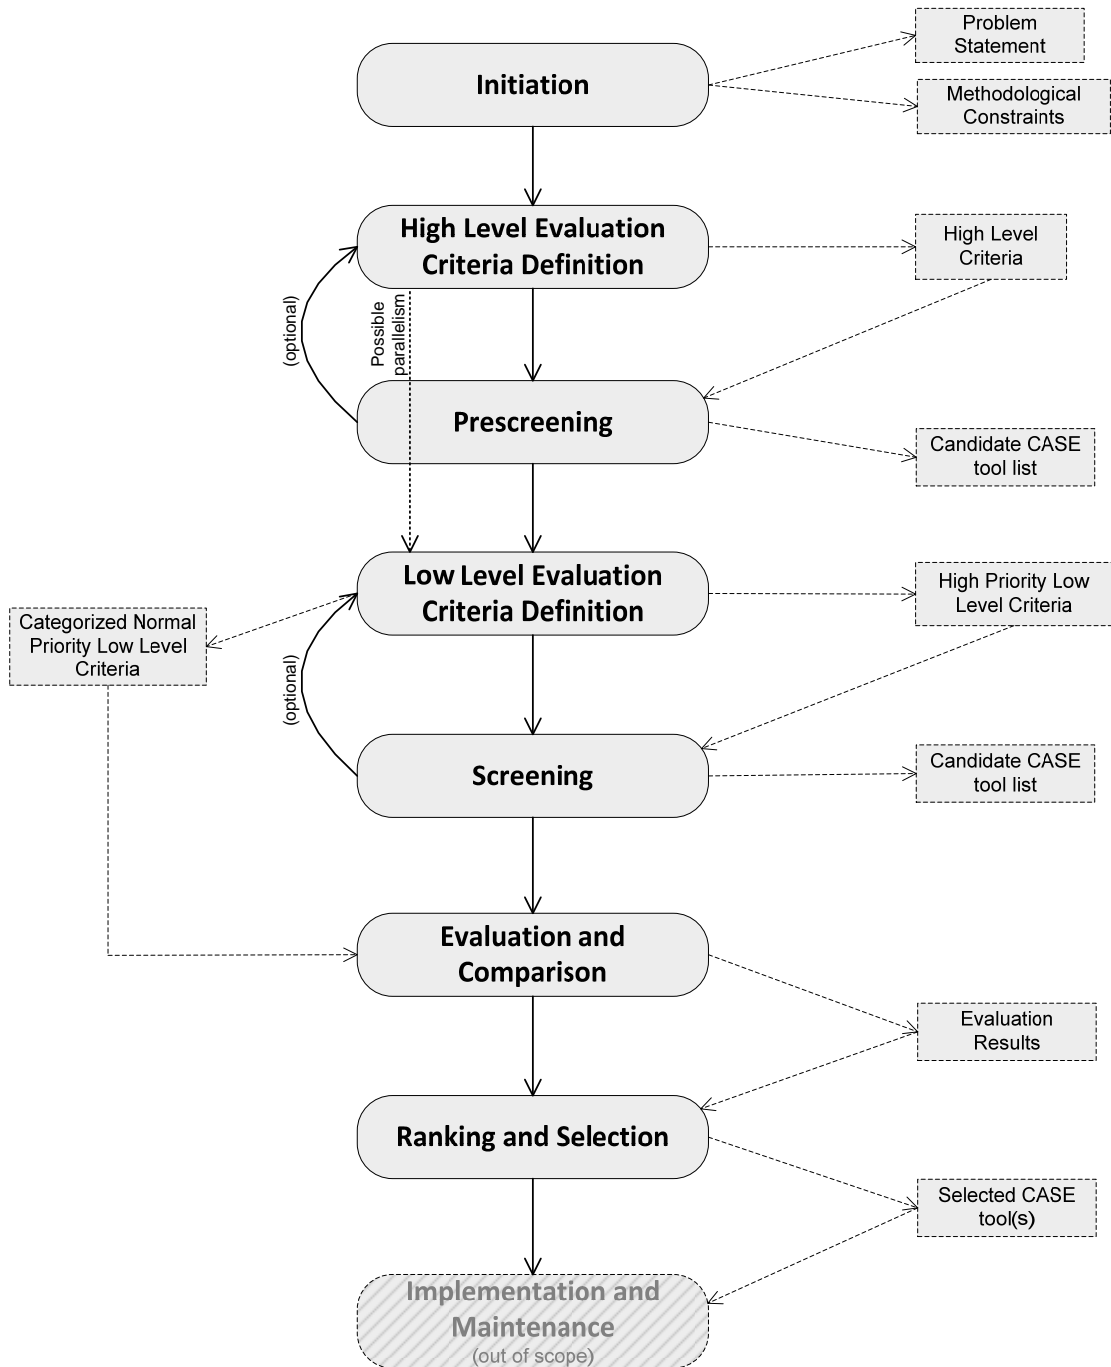 Problem
Statement
Initiation
Methodological
Constraints
High Level Evaluation
Criteria Definition
High Level
Criteria
(optional)
Possible
parallelism
Prescreening
Candidate CASE
tool list
Low Level Evaluation
Criteria Definition
High Priority Low
Level Criteria
Categorized Normal
Priority Low Level
Criteria
(optional)
Screening
Candidate CASE
tool list
Evaluation and
Comparison
Evaluation
Results
Ranking and Selection
Selected CASE
tool(s)
Implementation and
Maintenance
(out of scope)